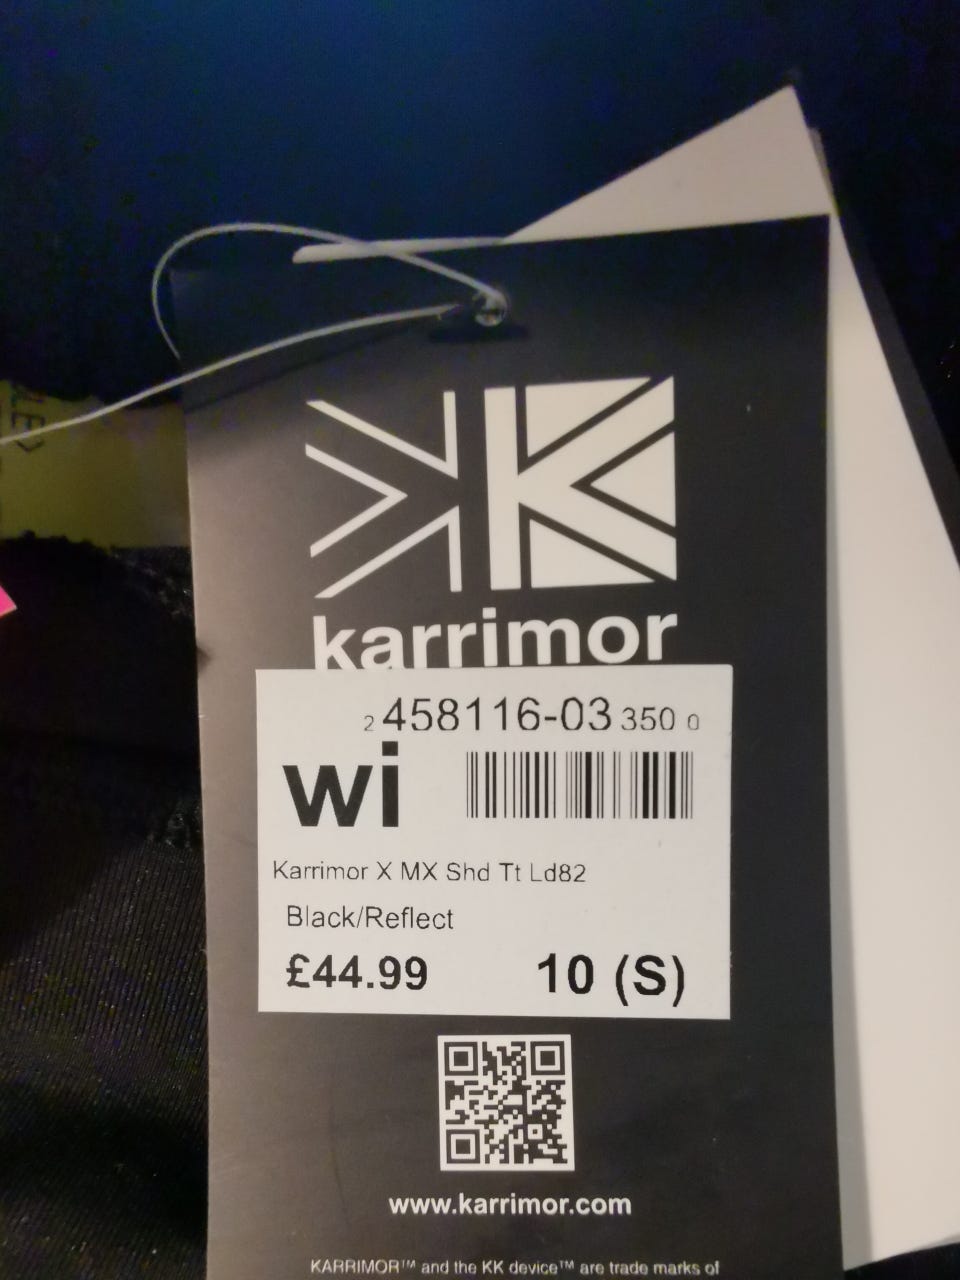 karrimor
2 458116-03 350 0
wi
Karrimor X MX Shd Tt Ld82
Black/Reflect
£44.99 10 (S)
www.karrimor.com
KARRIMOR™ and the KK device™ are trade marks of